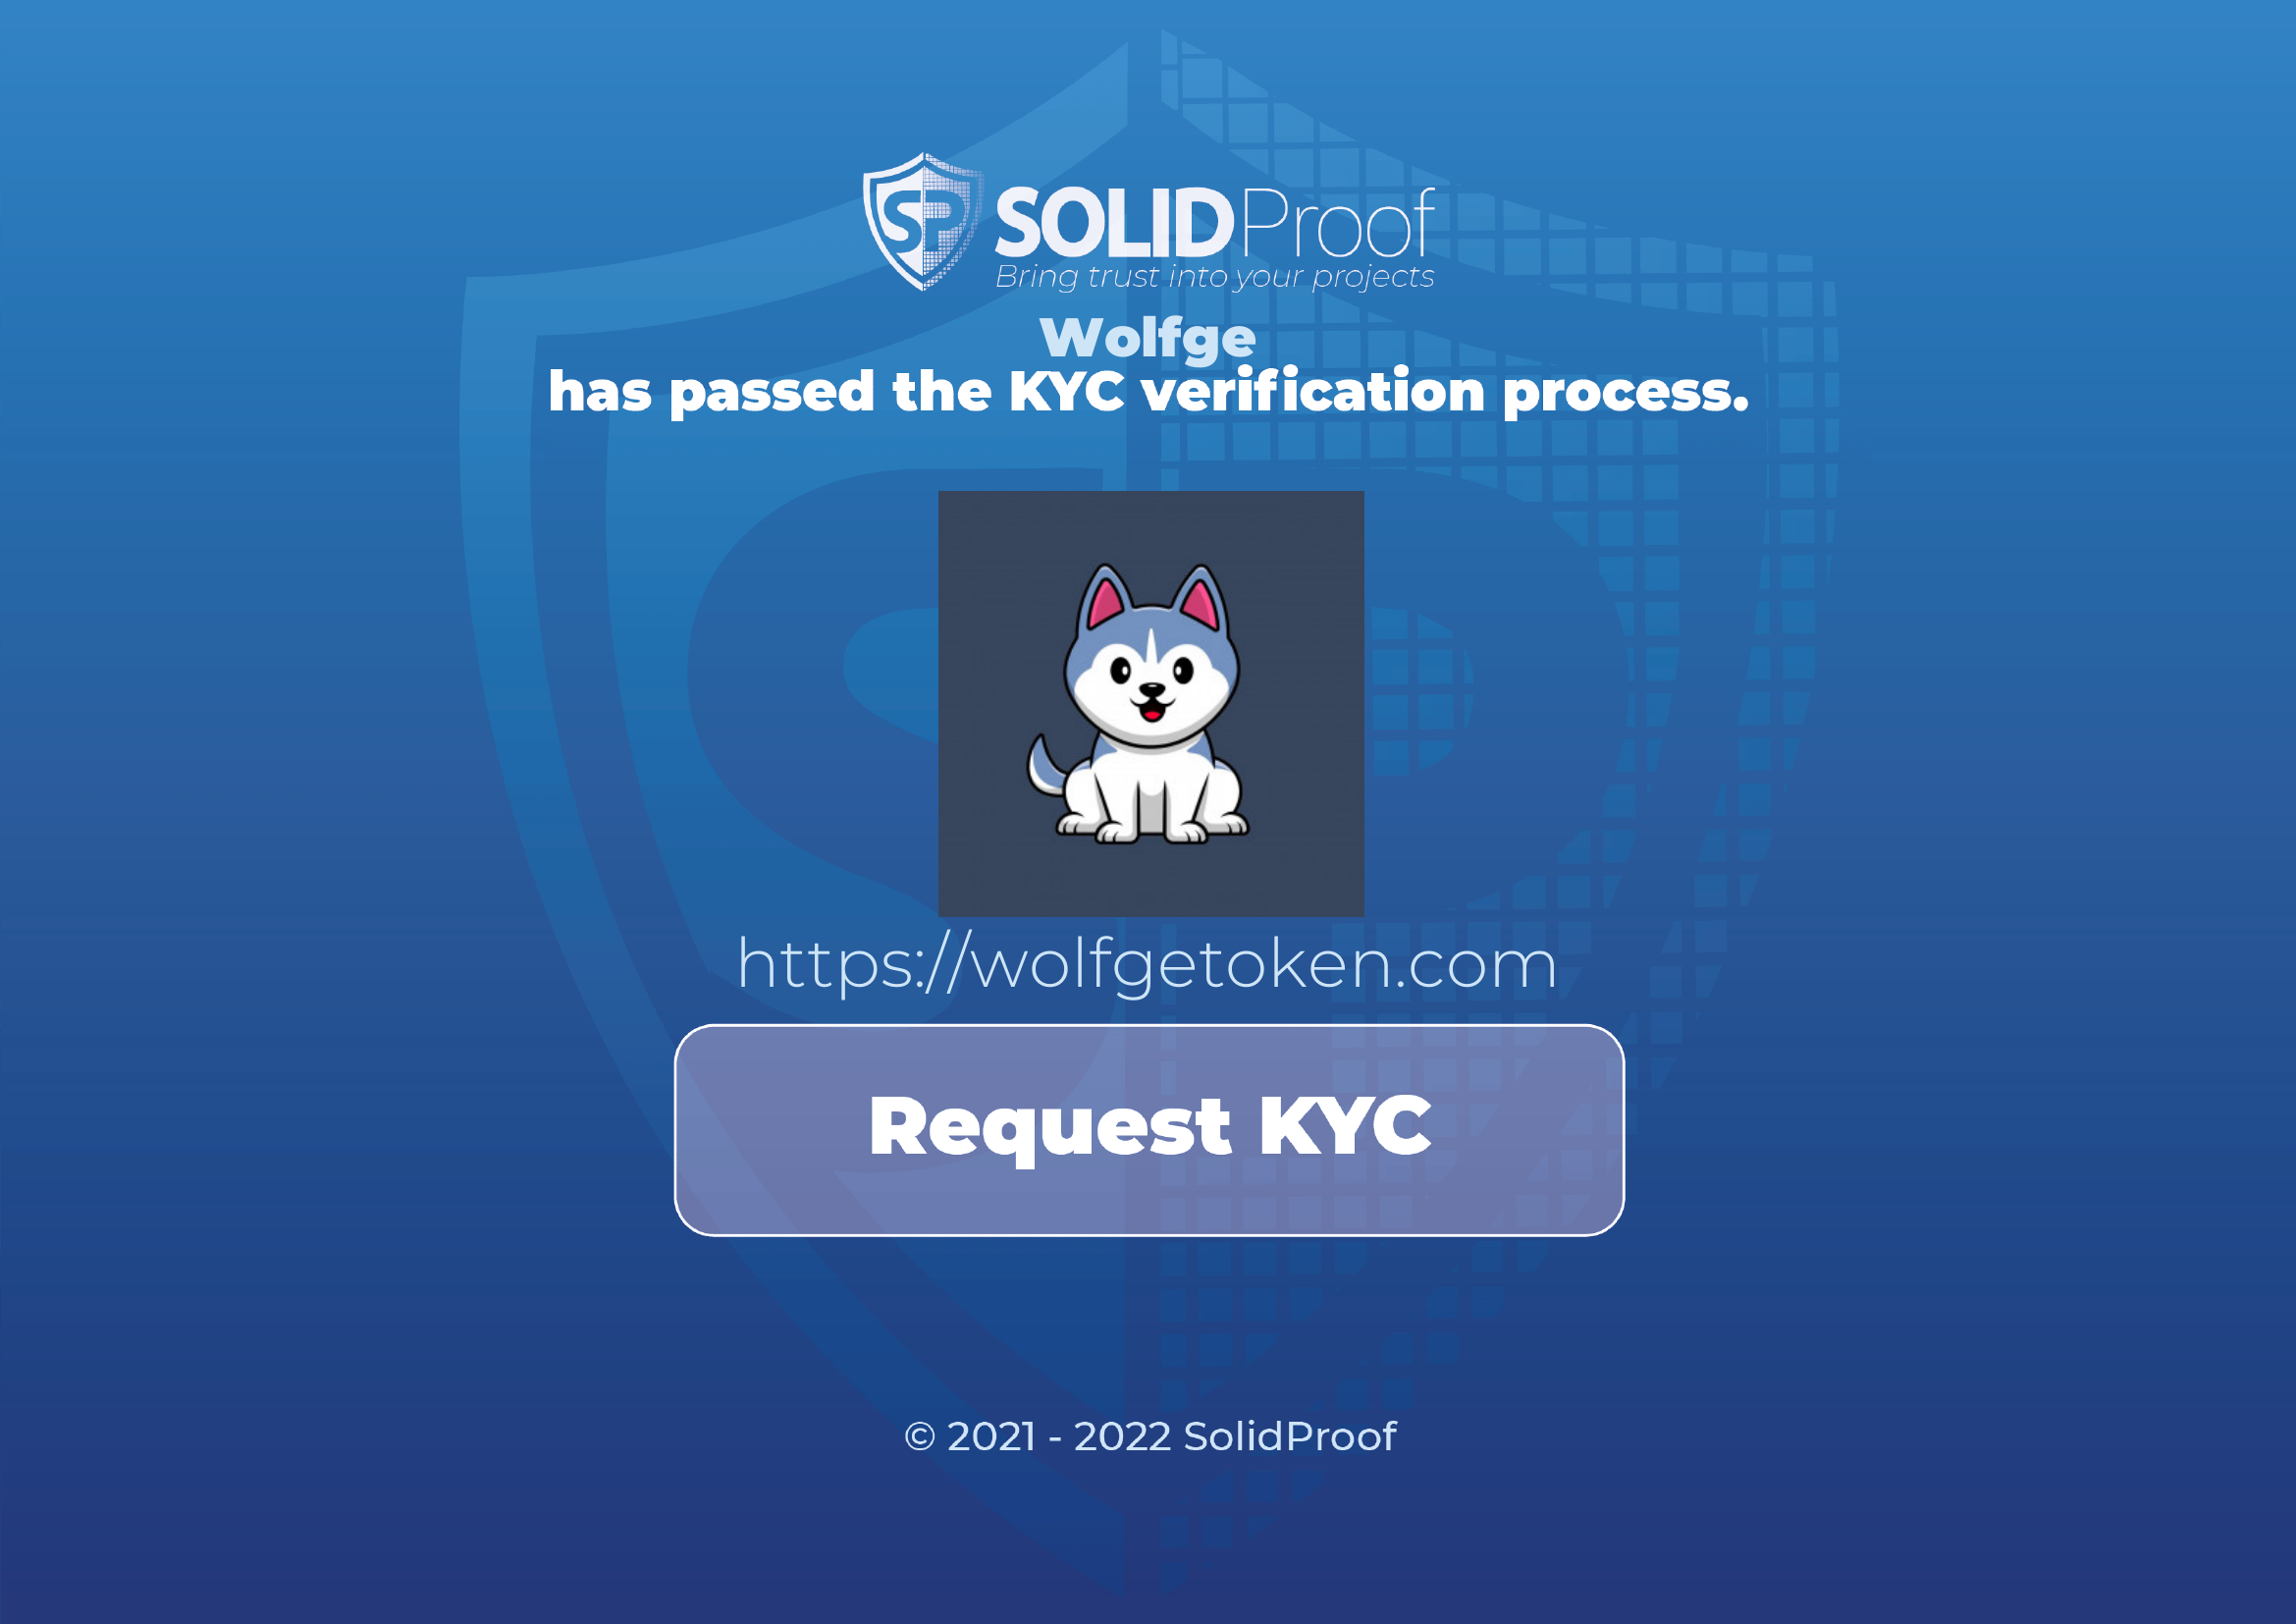 SP
SOLIDProof
Bring trust into your projects
Wolfge
has passed the KYC verification process.
https://wolfgetoken.com
Request KYC
© 2021 - 2022 SolidProof